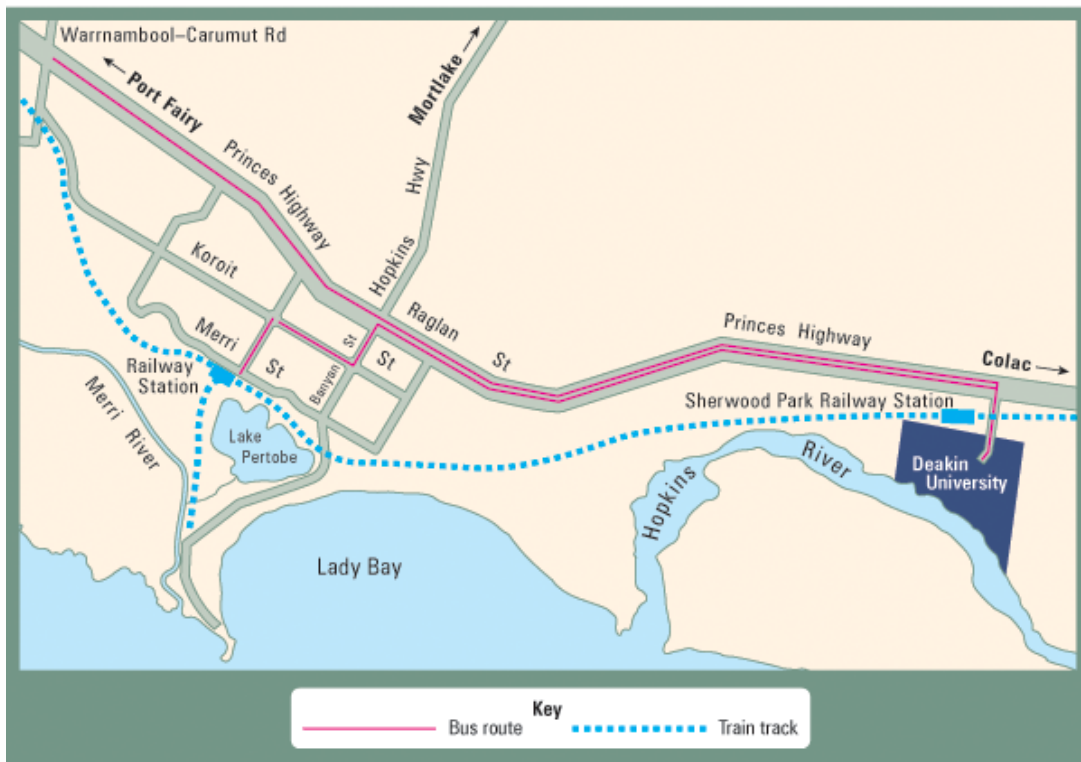 Warrnambool–Carumut Rd
Port Fairy
Mortlake
Princes Highway
Hopkins Hwy
Koroit St
Raglan St
Merri St
Banyan St
Princes Highway
Colac
Railway
Station
Merri River
Lake
Pertobe
Sherwood Park Railway Station
Deakin
University
Hopkins River
Lady Bay
Key
Bus route
Train track